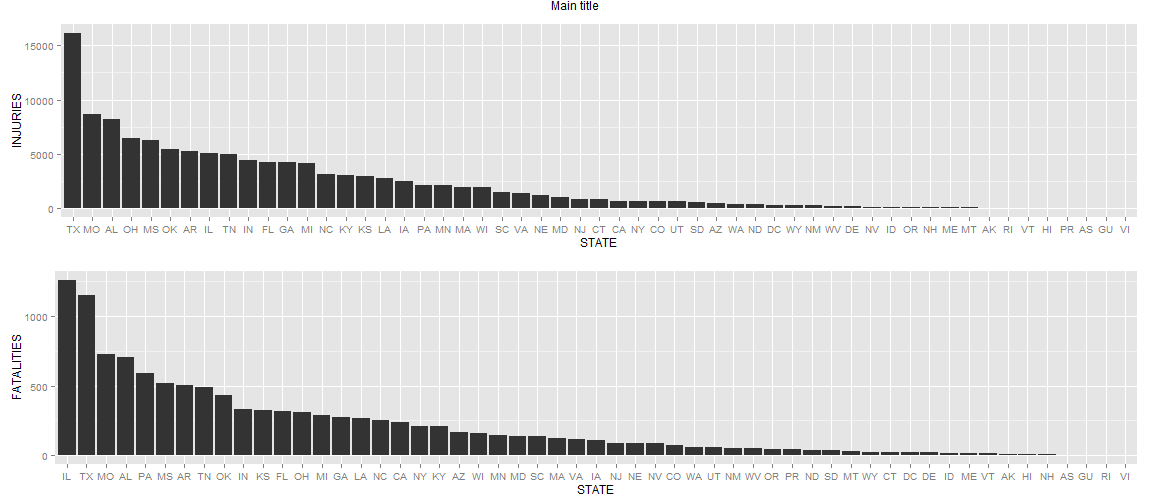 Main title
INJURIES
15000
10000
5000
0
TX MO AL OH MS OK AR IL TN IN FL GA MI NC KY KS LA IA PA MN MA WI SC VA NE MD NJ CT CA NY CO UT SD AZ WA ND DC WY NM WV DE NV ID OR NH ME MT AK RI VT HI PR AS GU VI
STATE
FATALITIES
1000
500
0
IL TX MO AL PA MS AR TN OK IN KS FL OH MI GA LA NC CA NY KY AZ WI MN MD SC MA VA IA NJ NE NV CO WA UT NM WV OR PR ND SD MT WY CT DC DE ID ME VT AK HI NH AS GU RI VI
STATE